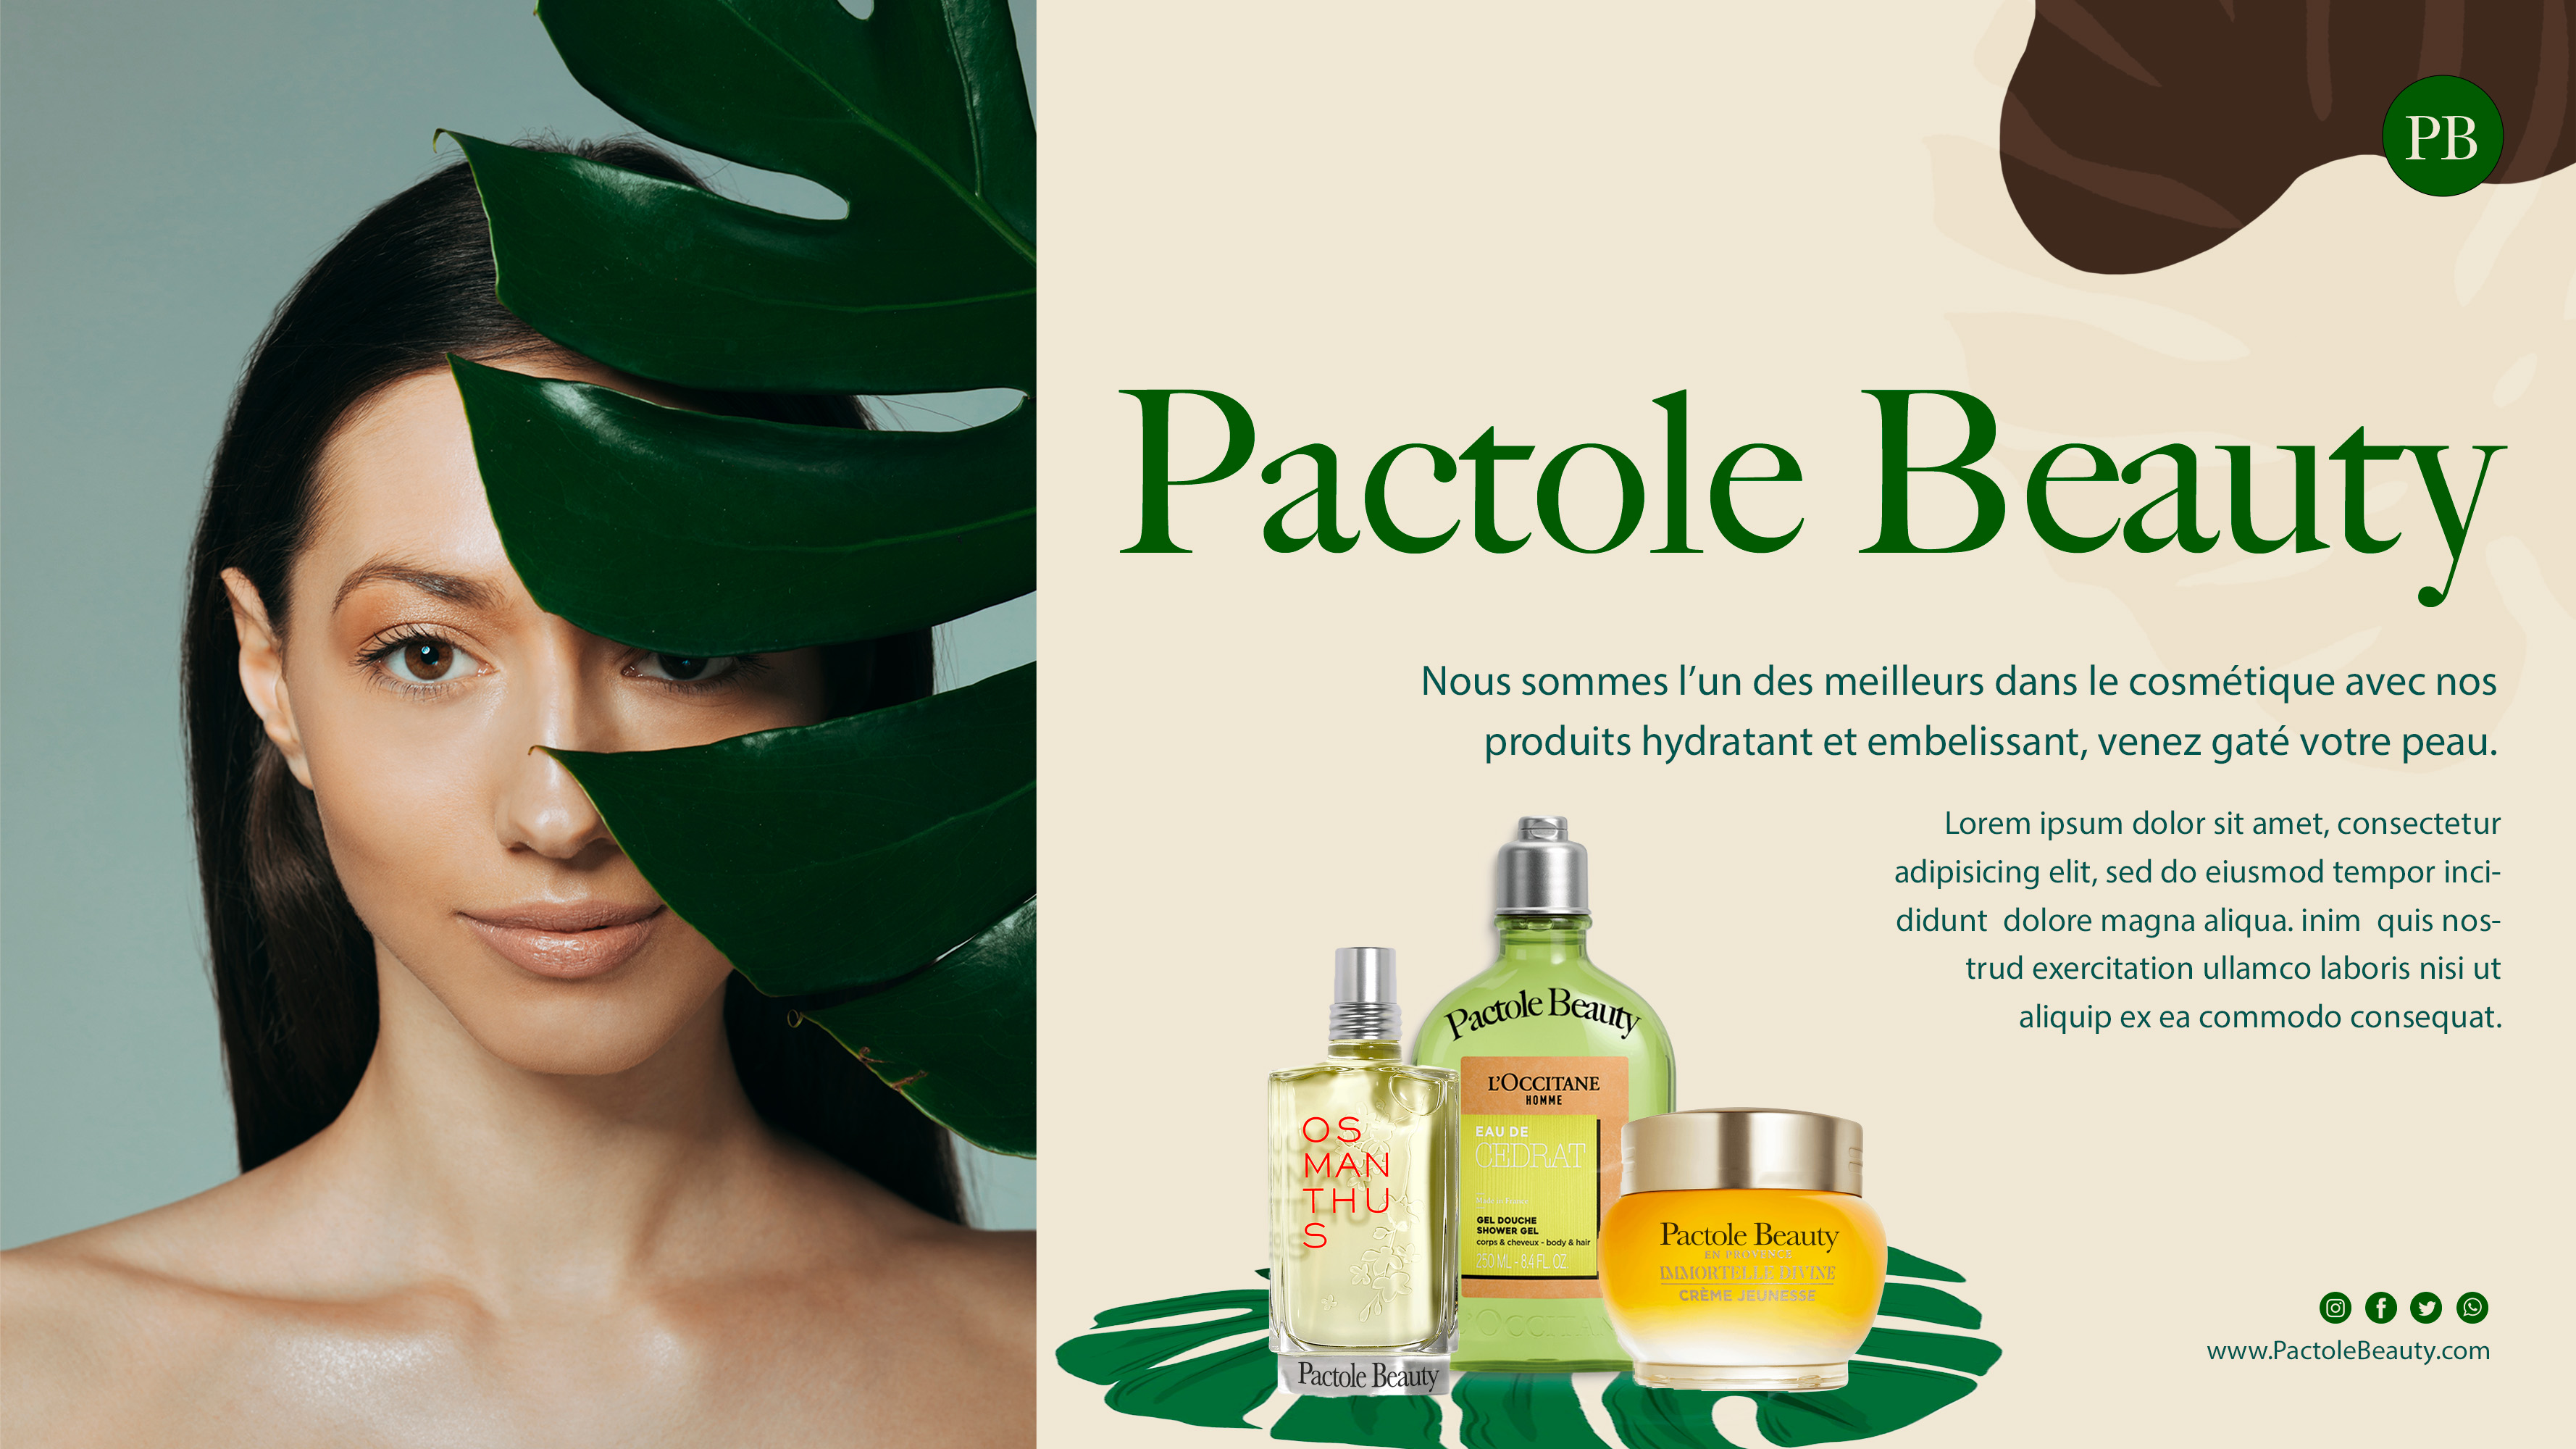 PB
Pactole Beauty
Nous sommes l’un des meilleurs dans le cosmétique avec nos
produits hydratant et embelissant, venez gaté votre peau.
Lorem ipsum dolor sit amet, consectetur
adipisicing elit, sed do eiusmod tempor inci-
didunt dolore magna aliqua. inim quis nos-
trud exercitation ullamco laboris nisi ut
aliquip ex ea commodo consequat.
Pactole Beauty
L'OCCITANE
HOMME
EAU DE
CEDRAT
Made in France
GEL DOUCHE
SHOWER GEL
corps & cheveux - body & hair
250 ML - 8.4 FL. OZ
L'OCCITAN
OS
MAN
THU
S
Pactole Beauty
Pactole Beauty
EN PROVENCE
IMMORTELLE DIVINE
CRÈME JEUNESSE
www.PactoleBeauty.com